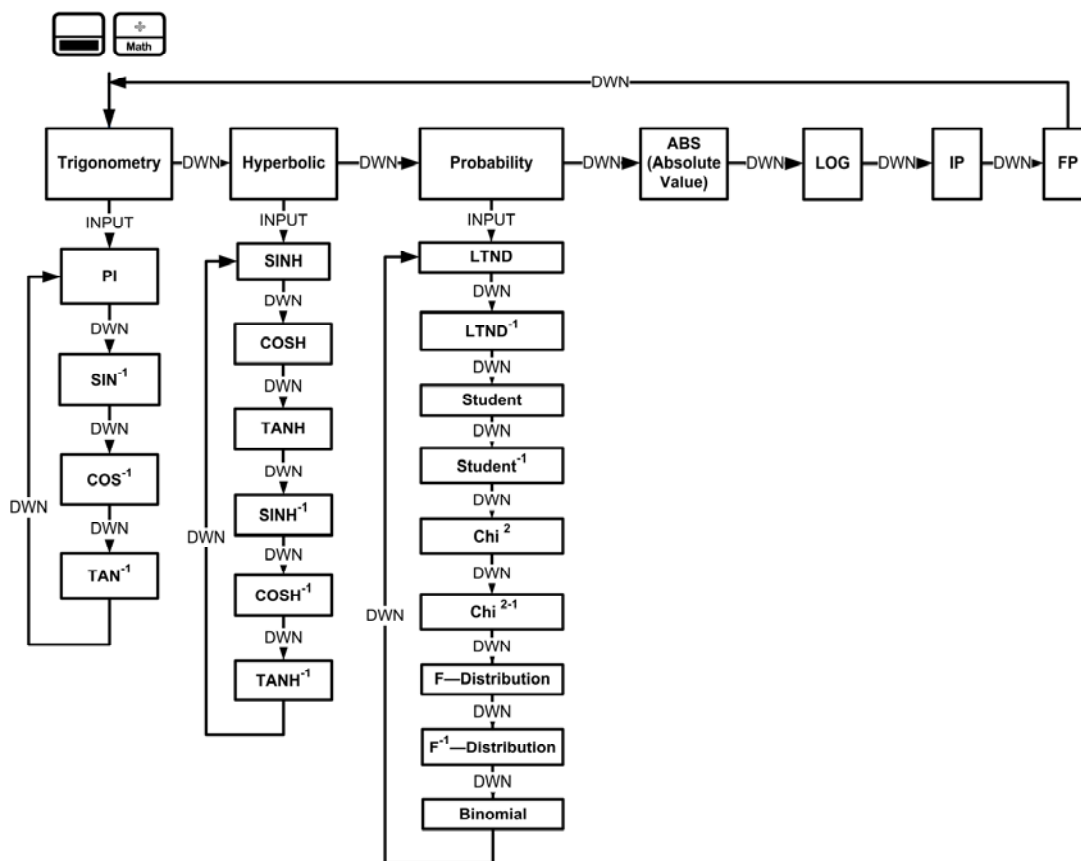 ÷
Math
DWN
Trigonometry DWN Hyperbolic DWN Probability DWN ABS (Absolute Value) DWN LOG DWN IP DWN FP
INPUT
PI
DWN
SIN-1
DWN
COS-1
DWN
TAN-1
DWN
INPUT
SINH
DWN
COSH
DWN
TANH
DWN
SINH-1
DWN
COSH-1
DWN
TANH-1
DWN
INPUT
LTND
DWN
LTND-1
DWN
Student
DWN
Student-1
DWN
Chi 2
DWN
Chi 2-1
DWN
F—Distribution
DWN
F-1—Distribution
DWN
Binomial
DWN